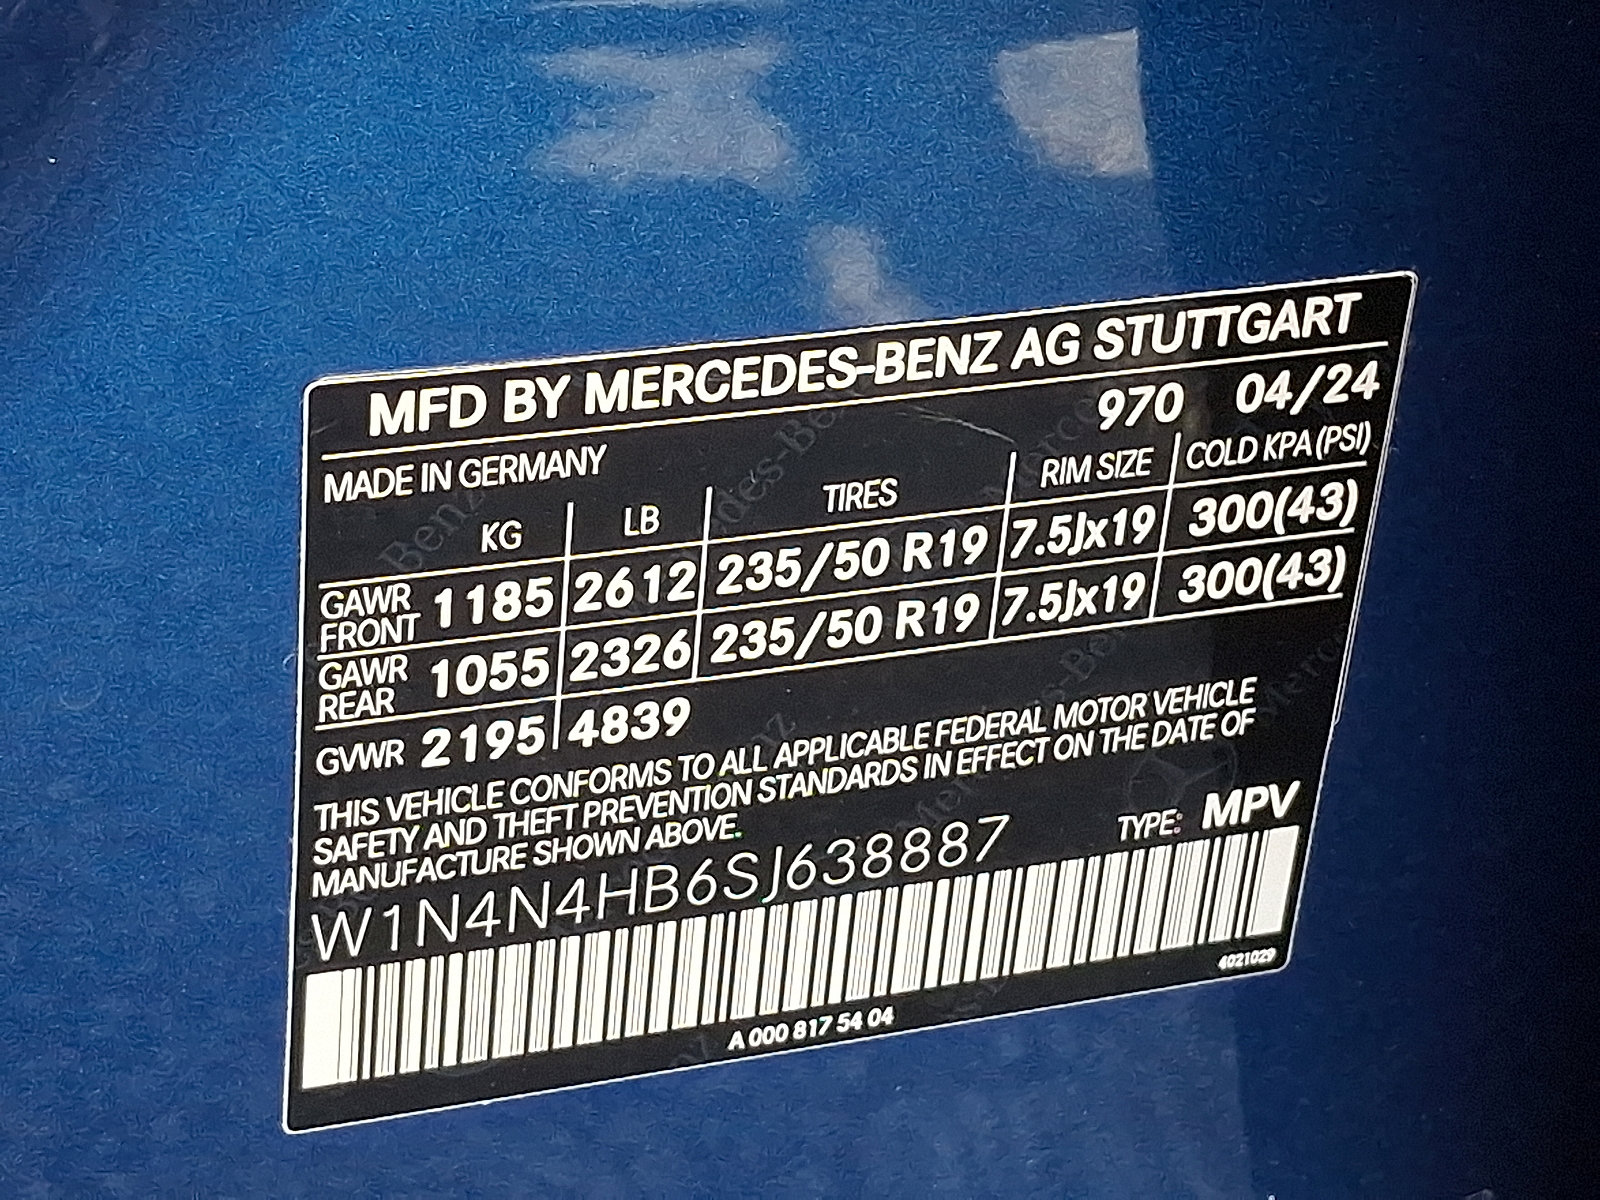 MFD BY MERCEDES-BENZ AG STUTTGART
970 04/24
MADE IN GERMANY
KG LB TIRES RIM SIZE COLD KPA (PSI)
GAWR FRONT 1185 2612 235/50 R19 7.5Jx19 300(43)
GAWR REAR 1055 2326 235/50 R19 7.5Jx19 300(43)
GVWR 2195 4839
THIS VEHICLE CONFORMS TO ALL APPLICABLE FEDERAL MOTOR VEHICLE
SAFETY AND THEFT PREVENTION STANDARDS IN EFFECT ON THE DATE OF
MANUFACTURE SHOWN ABOVE.
TYPE: MPV
W1N4N4HB6SJ638887
4021029
A 000 817 54 04